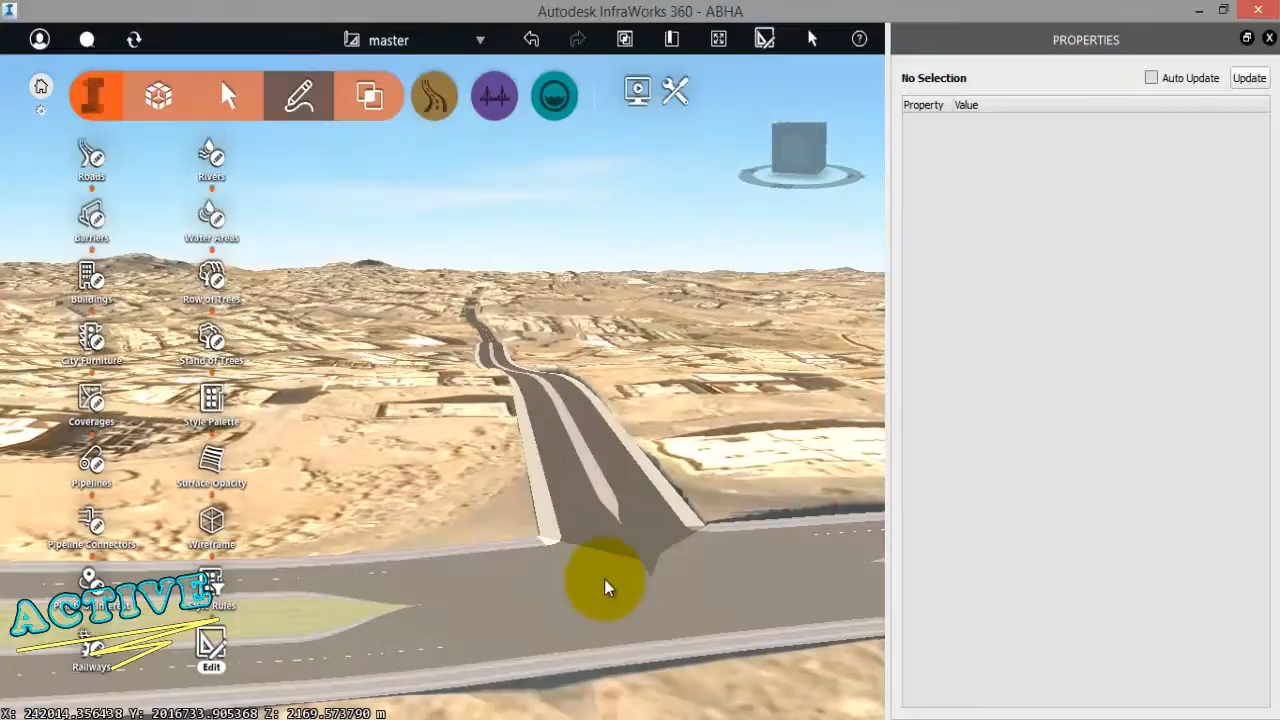 Autodesk InfraWorks 360 - ABHA
master
PROPERTIES
No Selection
Auto Update
Update
Property Value
Roads
Rivers
Barriers
Water Areas
Buildings
Row of Trees
City Furniture
Stand of Trees
Coverages
Style Palette
Pipelines
Surface Opacity
Pipeline Connectors
Wireframe
ACTIVE
Railways
Edit
X: 242014.356438 Y: 2016733.905368 Z: 2169.573790 m